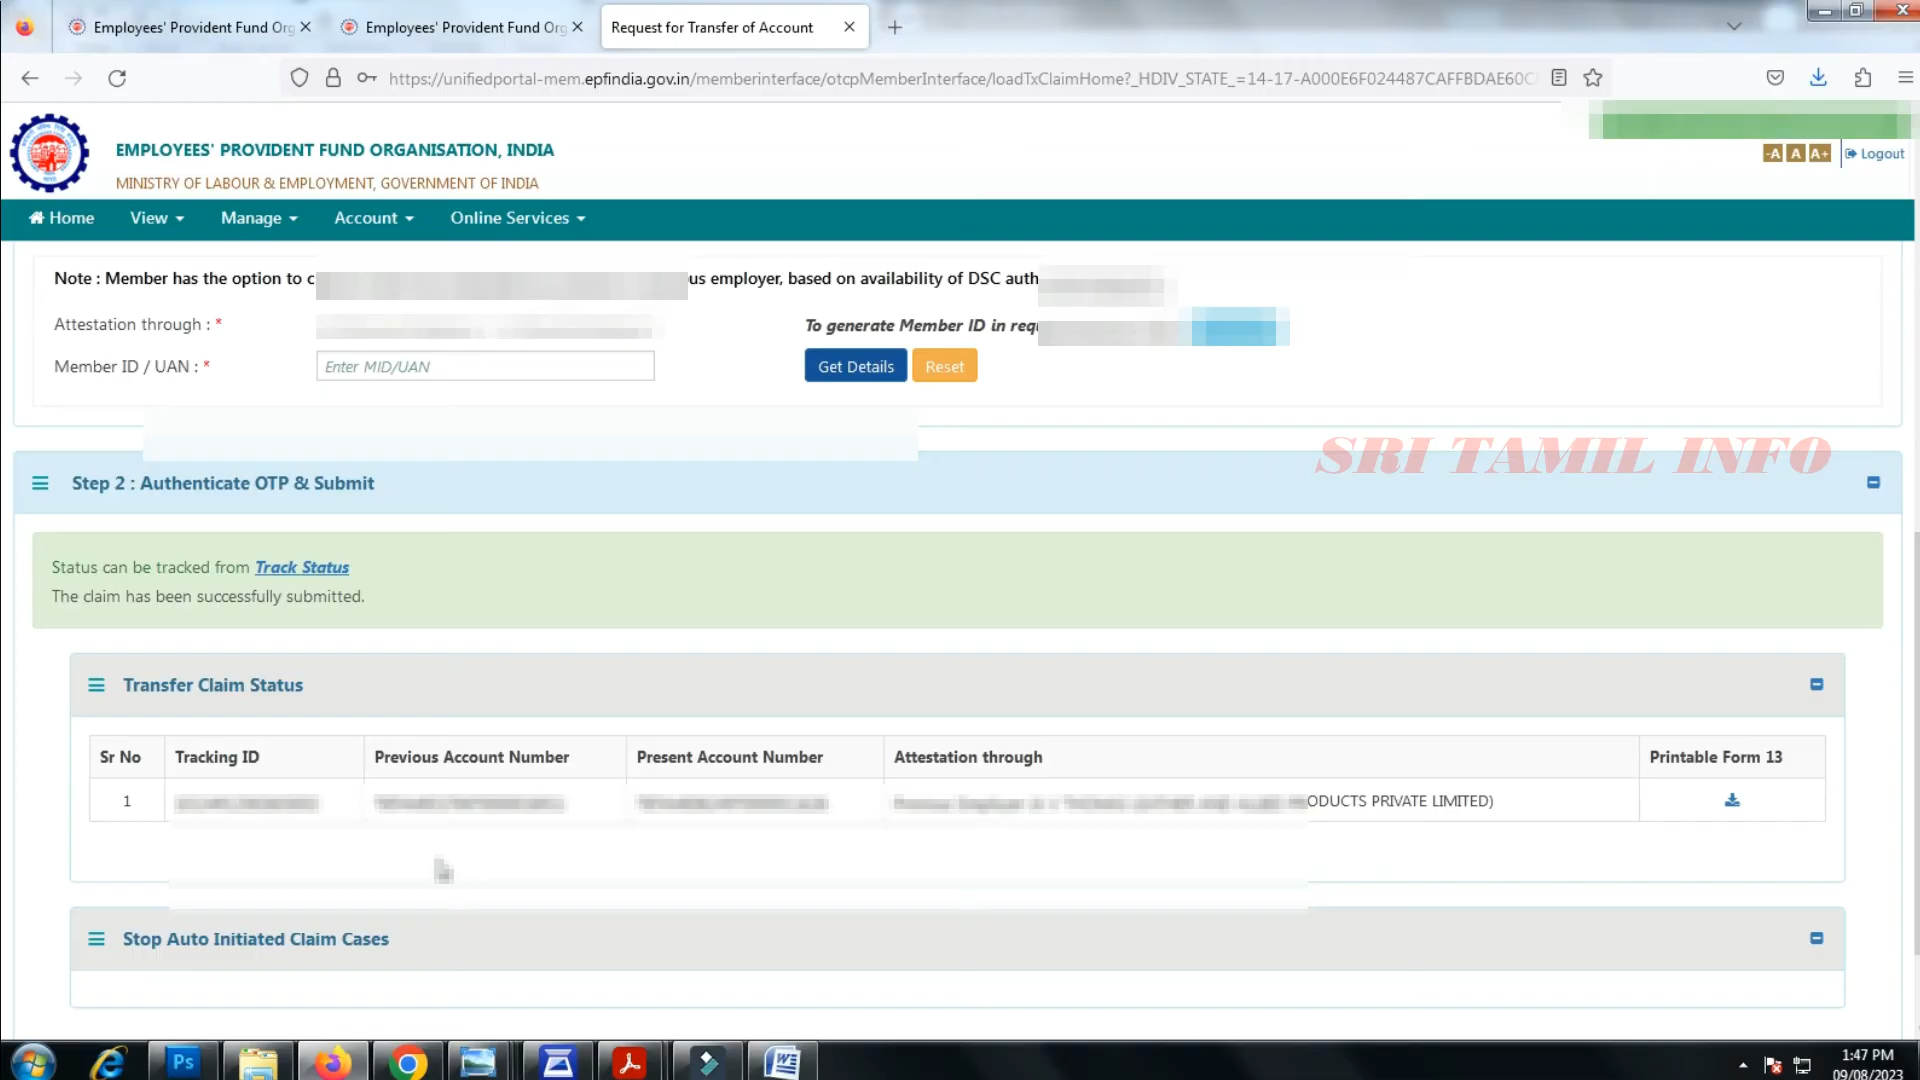 Employees' Provident Fund Org
Employees' Provident Fund Org
Request for Transfer of Account
https://unifiedportal-mem.epfindia.gov.in/memberinterface/otcpMemberInterface/loadTxClaimHome?_HDIV_STATE_=14-17-A000E6F024487CAFFBDAE60C
EMPLOYEES' PROVIDENT FUND ORGANISATION, INDIA
MINISTRY OF LABOUR & EMPLOYMENT, GOVERNMENT OF INDIA
-A A A+ Logout
Home View Manage Account Online Services
Note : Member has the option to c us employer, based on availability of DSC auth
Attestation through : * To generate Member ID in requ
Member ID / UAN : * Enter MID/UAN Get Details Reset
SRI TAMIL INFO
Step 2 : Authenticate OTP & Submit
Status can be tracked from Track Status
The claim has been successfully submitted.
Transfer Claim Status
Sr No Tracking ID Previous Account Number Present Account Number Attestation through Printable Form 13
1 ODUCTS PRIVATE LIMITED)
Stop Auto Initiated Claim Cases
Ps
1:47 PM
09/08/2023